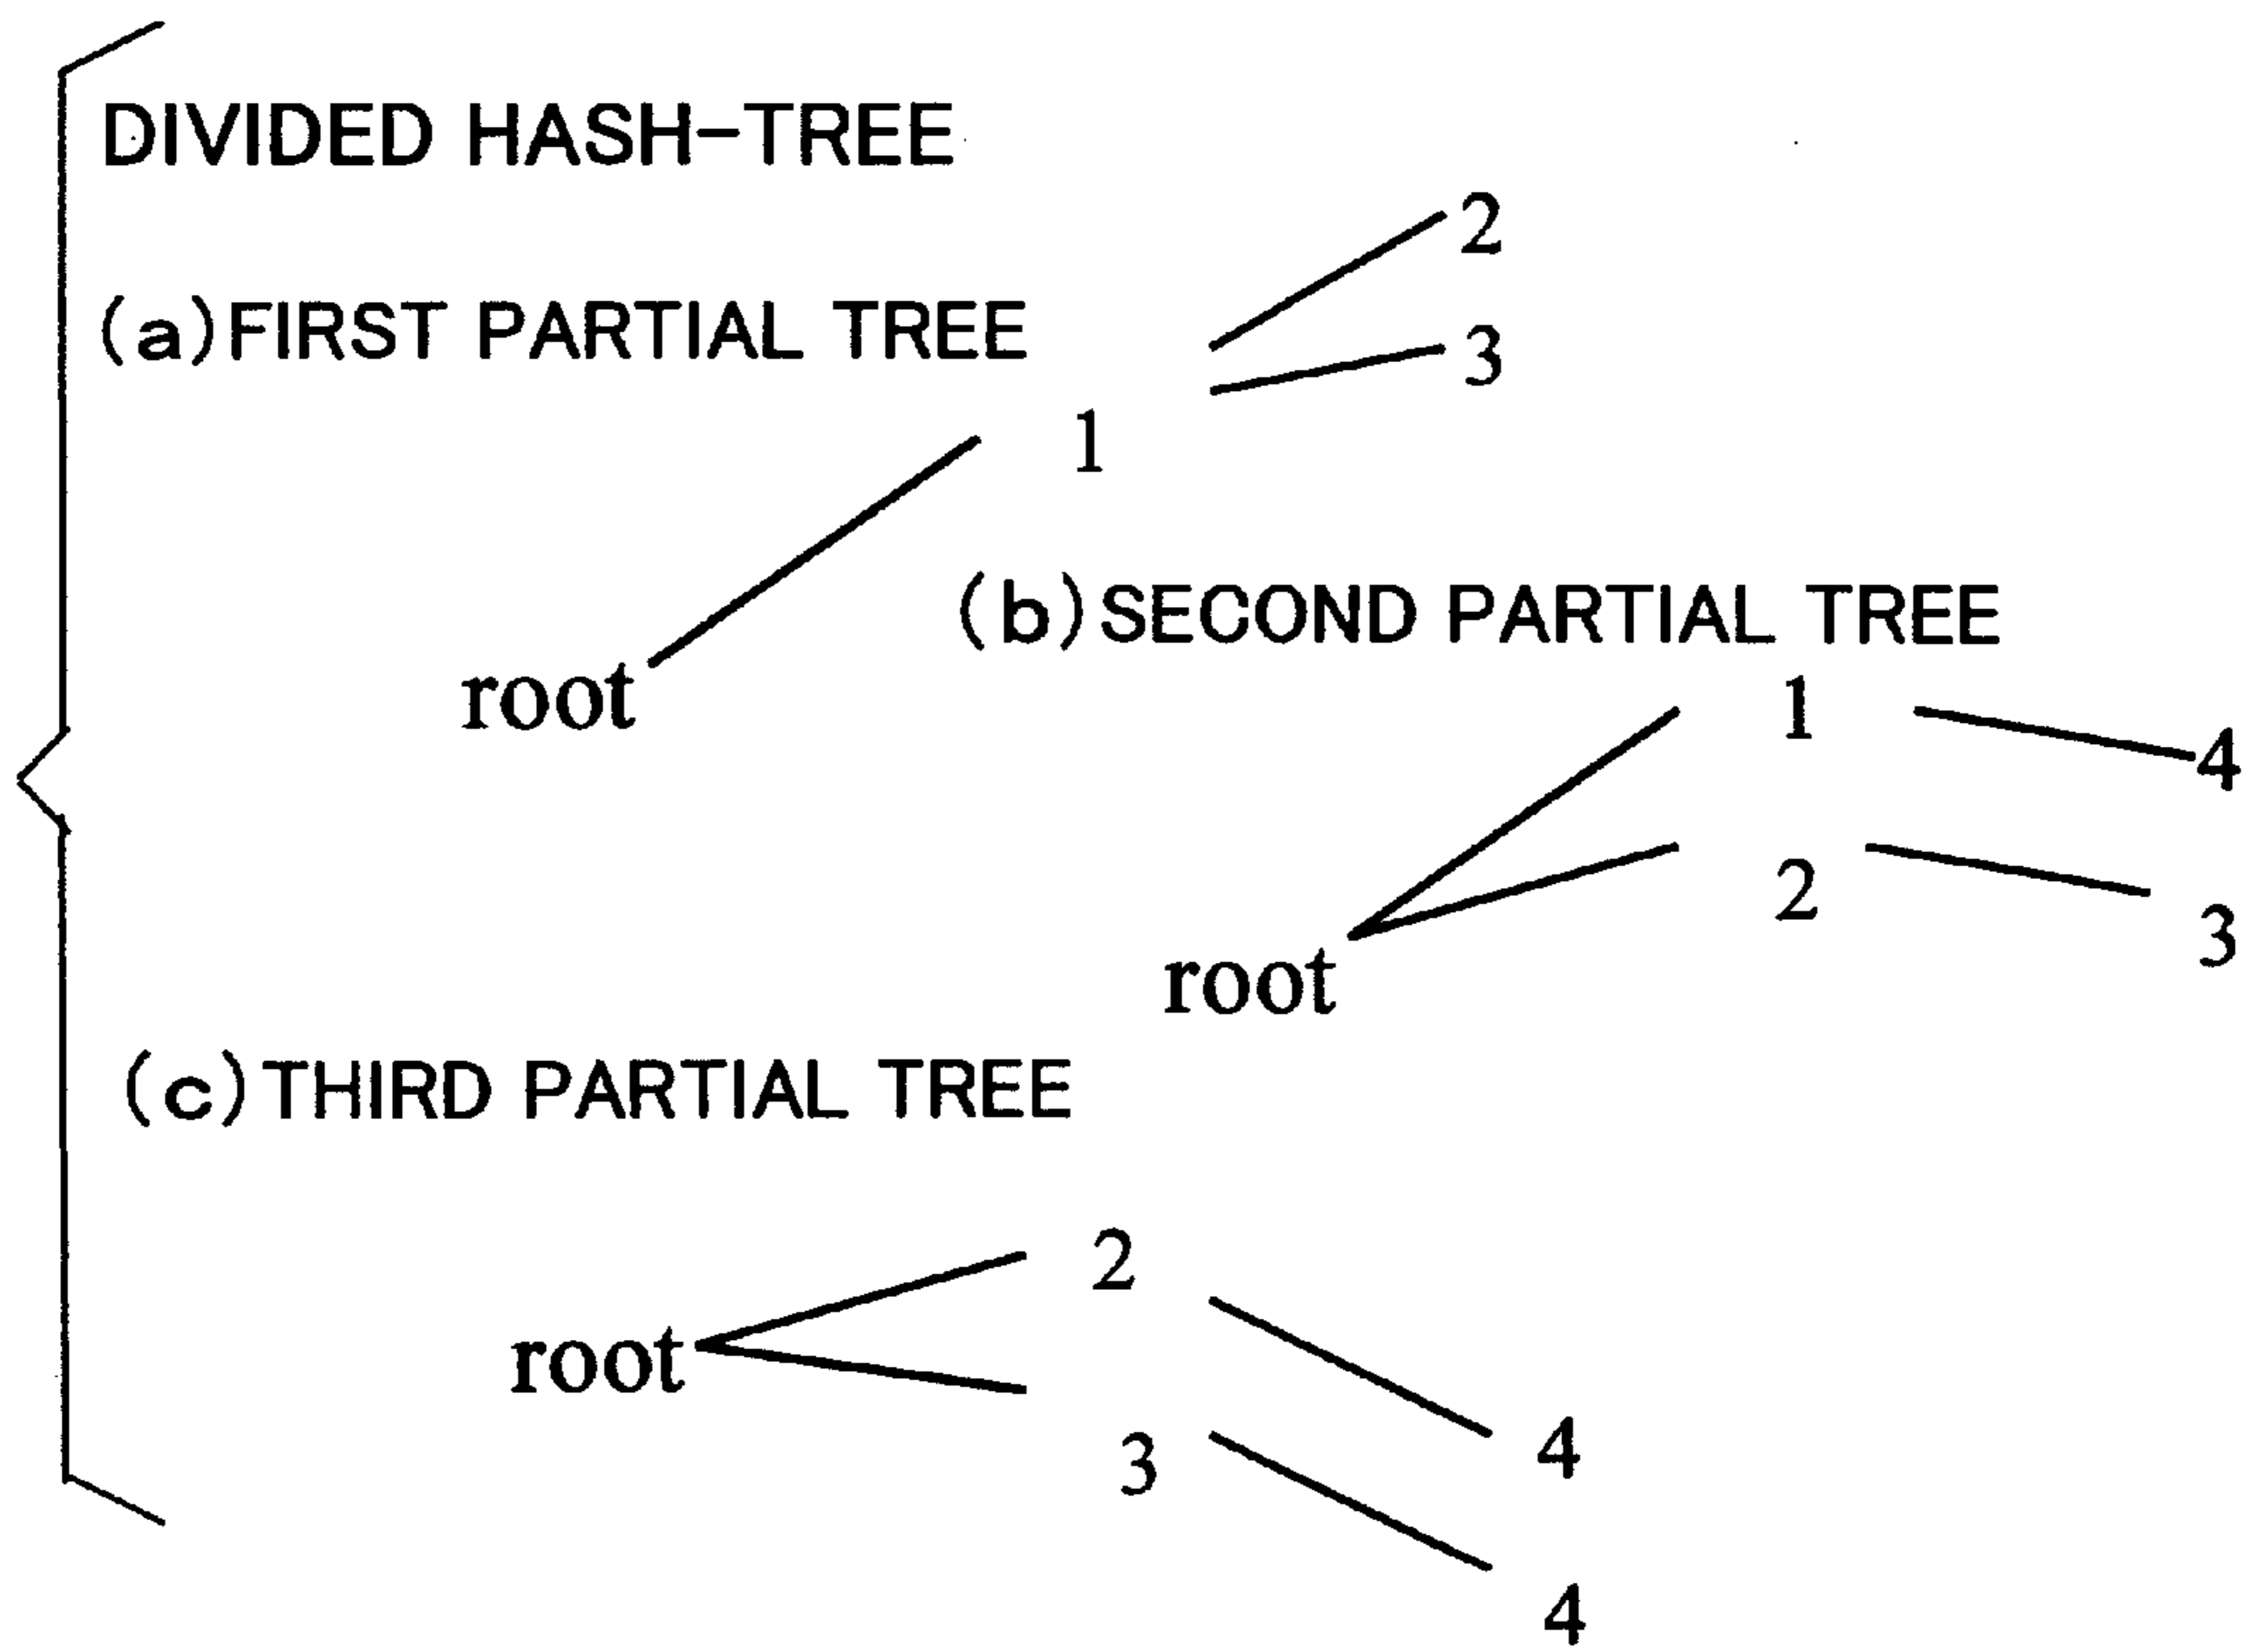 DIVIDED HASH-TREE
2
(a)FIRST PARTIAL TREE
3
1
root
(b)SECOND PARTIAL TREE
1
4
2
3
root
(c)THIRD PARTIAL TREE
2
root
4
3
4